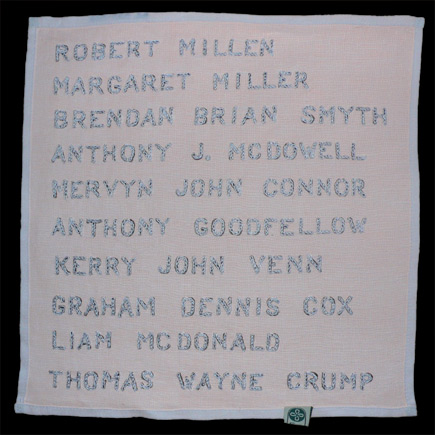 ROBERT MILLEN
MARGARET MILLER
BRENDAN BRIAN SMYTH
ANTHONY J. MCDOWELL
MERVYN JOHN CONNOR
ANTHONY GOODFELLOW
KERRY JOHN VENN
GRAHAM DENNIS COX
LIAM MCDONALD
THOMAS WAYNE CRUMP